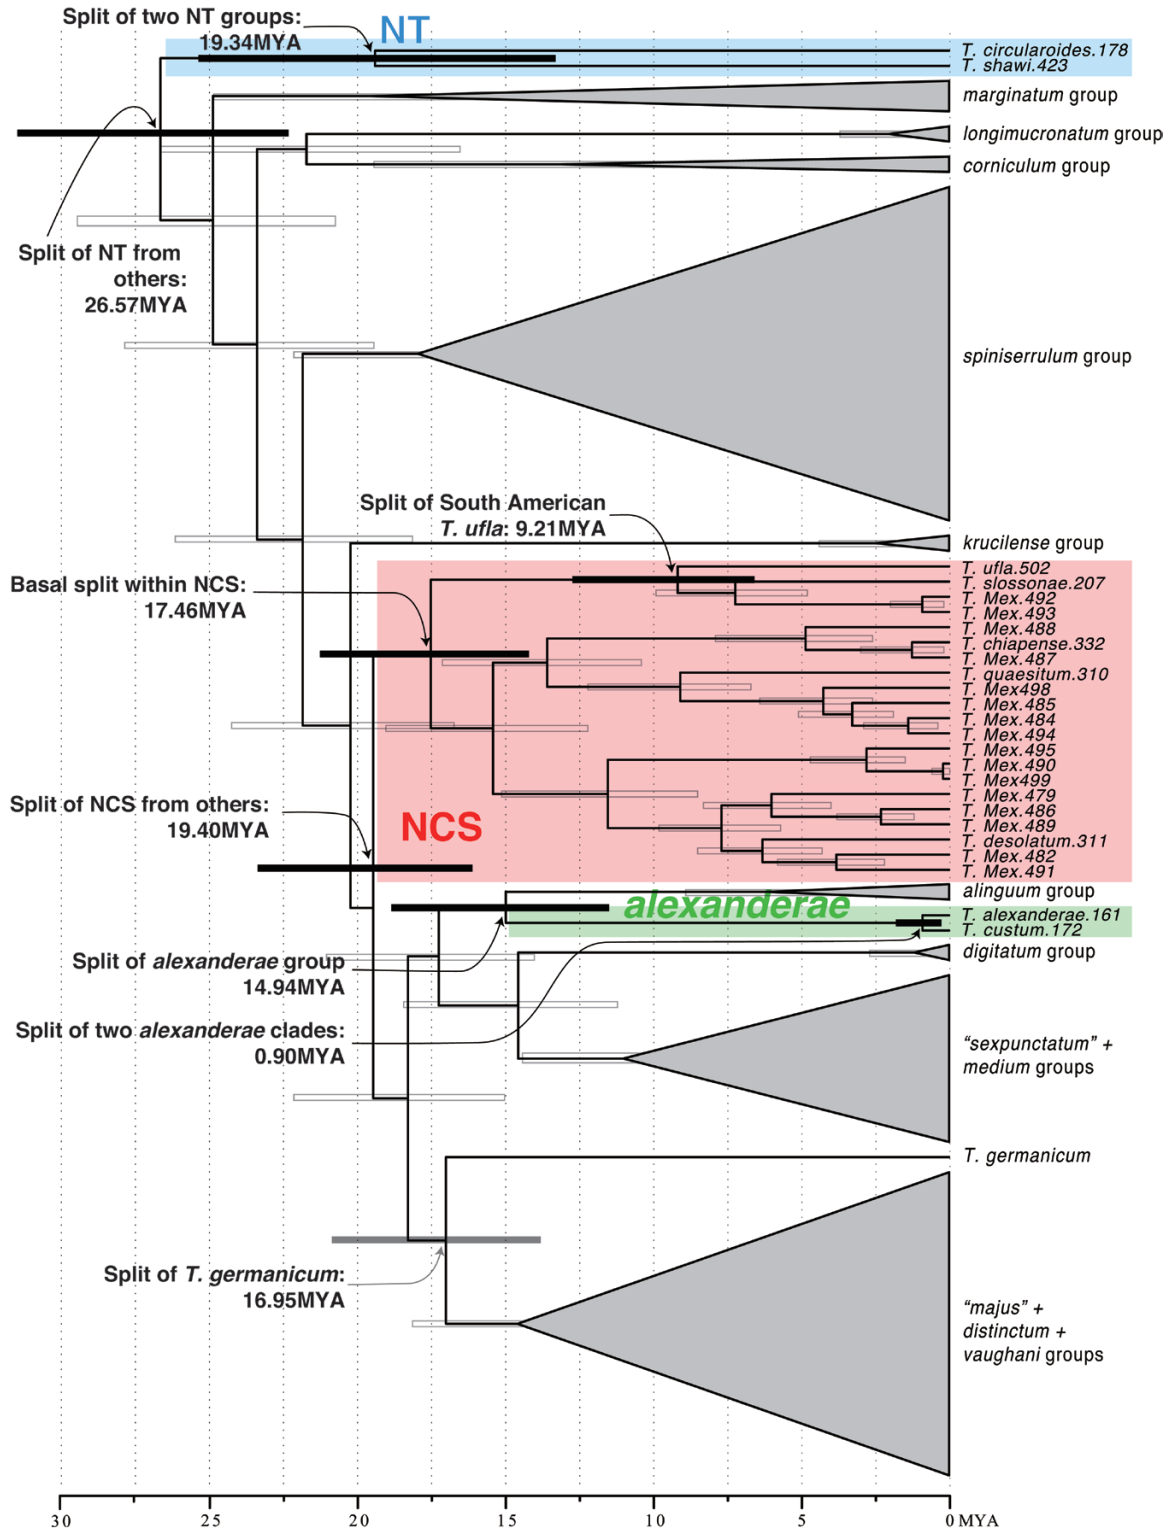 Split of two NT groups:
19.34MYA
NT
T. circularoides.178
T. shawi.423
marginatum group
longimucronatum group
corniculum group
Split of NT from
others:
26.57MYA
spiniserrulum group
Split of South American
T. ufla: 9.21MYA
krucilense group
Basal split within NCS:
17.46MYA
T. ufla.502
T. slossonae.207
T. Mex.492
T. Mex.493
T. Mex.488
T. chiapense.332
T. Mex.487
T. quaesitum.310
T. Mex498
T. Mex.485
T. Mex.484
T. Mex.494
T. Mex.495
T. Mex.490
T. Mex499
T. Mex.479
T. Mex.486
T. Mex.489
T. desolatum.311
T. Mex.482
T. Mex.491
Split of NCS from others:
19.40MYA
NCS
alinguum group
alexanderae
T. alexanderae.161
T. custum.172
digitatum group
Split of alexanderae group
14.94MYA
Split of two alexanderae clades:
0.90MYA
"sexpunctatum" +
medium groups
T. germanicum
Split of T. germanicum:
16.95MYA
"majus" +
distinctum +
vaughani groups
30 25 20 15 10 5 0 MYA